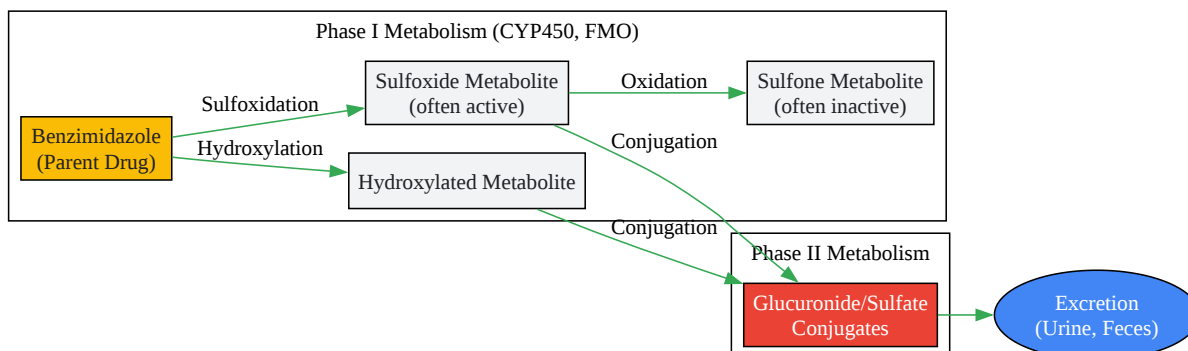 Phase I Metabolism (CYP450, FMO)
Benzimidazole
(Parent Drug)
Sulfoxidation
Hydroxylation
Sulfoxide Metabolite
(often active)
Hydroxylated Metabolite
Oxidation
Sulfone Metabolite
(often inactive)
Conjugation
Conjugation
Phase II Metabolism
Glucuronide/Sulfate
Conjugates
Excretion
(Urine, Feces)